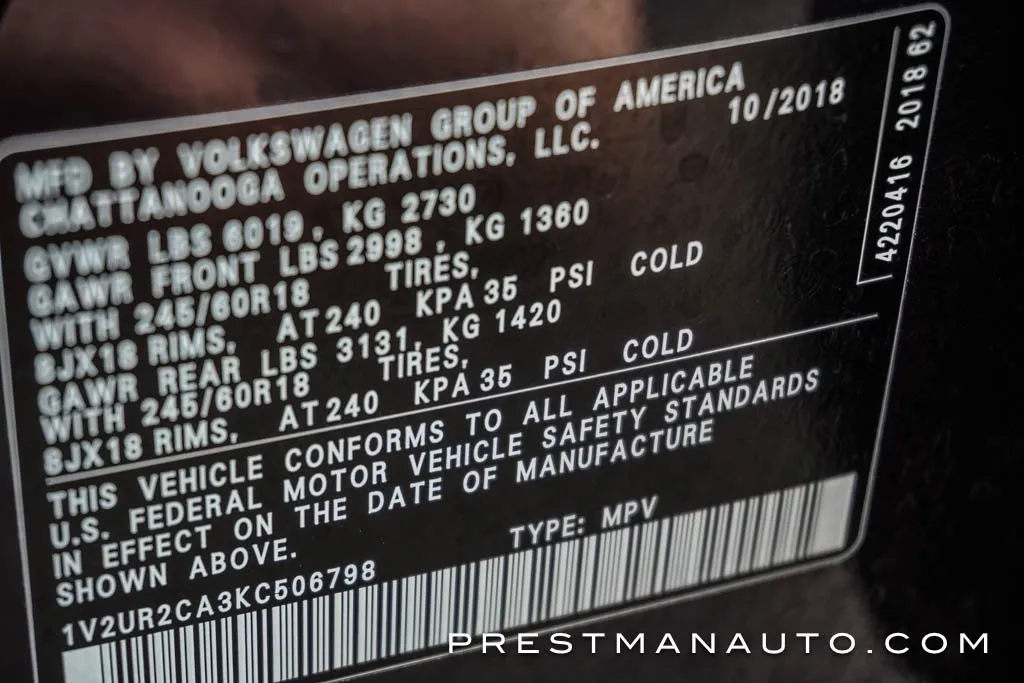 MFD BY VOLKSWAGEN GROUP OF AMERICA
CHATTANOOGA OPERATIONS, LLC. 10/2018
GVWR LBS 6019, KG 2730
GAWR FRONT LBS 2998, KG 1360
WITH 245/60R18 TIRES,
8JX18 RIMS, AT 240 KPA 35 PSI COLD
GAWR REAR LBS 3131, KG 1420
WITH 245/60R18 TIRES,
8JX18 RIMS, AT 240 KPA 35 PSI COLD
THIS VEHICLE CONFORMS TO ALL APPLICABLE
U.S. FEDERAL MOTOR VEHICLE SAFETY STANDARDS
IN EFFECT ON THE DATE OF MANUFACTURE
SHOWN ABOVE.
1V2UR2CA3KC506798 TYPE: MPV
4220416 2018 62
PRESTMANAUTO.COM